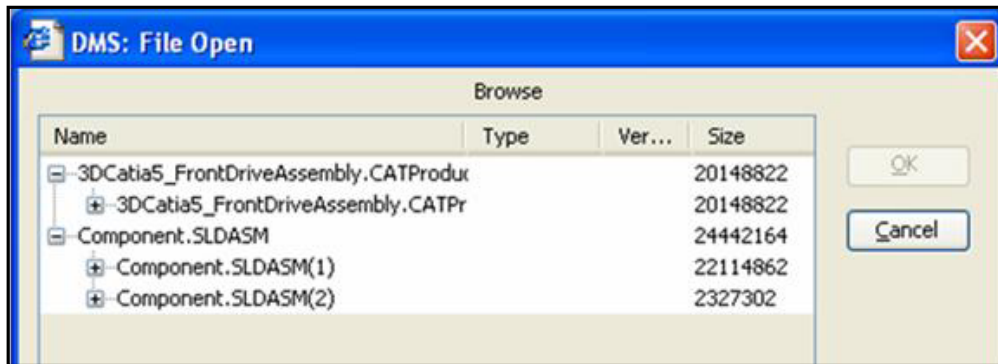 DMS: File Open
Browse
Name Type Ver... Size
3DCatia5_FrontDriveAssembly.CATProduc 20148822
3DCatia5_FrontDriveAssembly.CATPr 20148822
Component.SLDASM 24442164
Component.SLDASM(1) 22114862
Component.SLDASM(2) 2327302
OK
Cancel